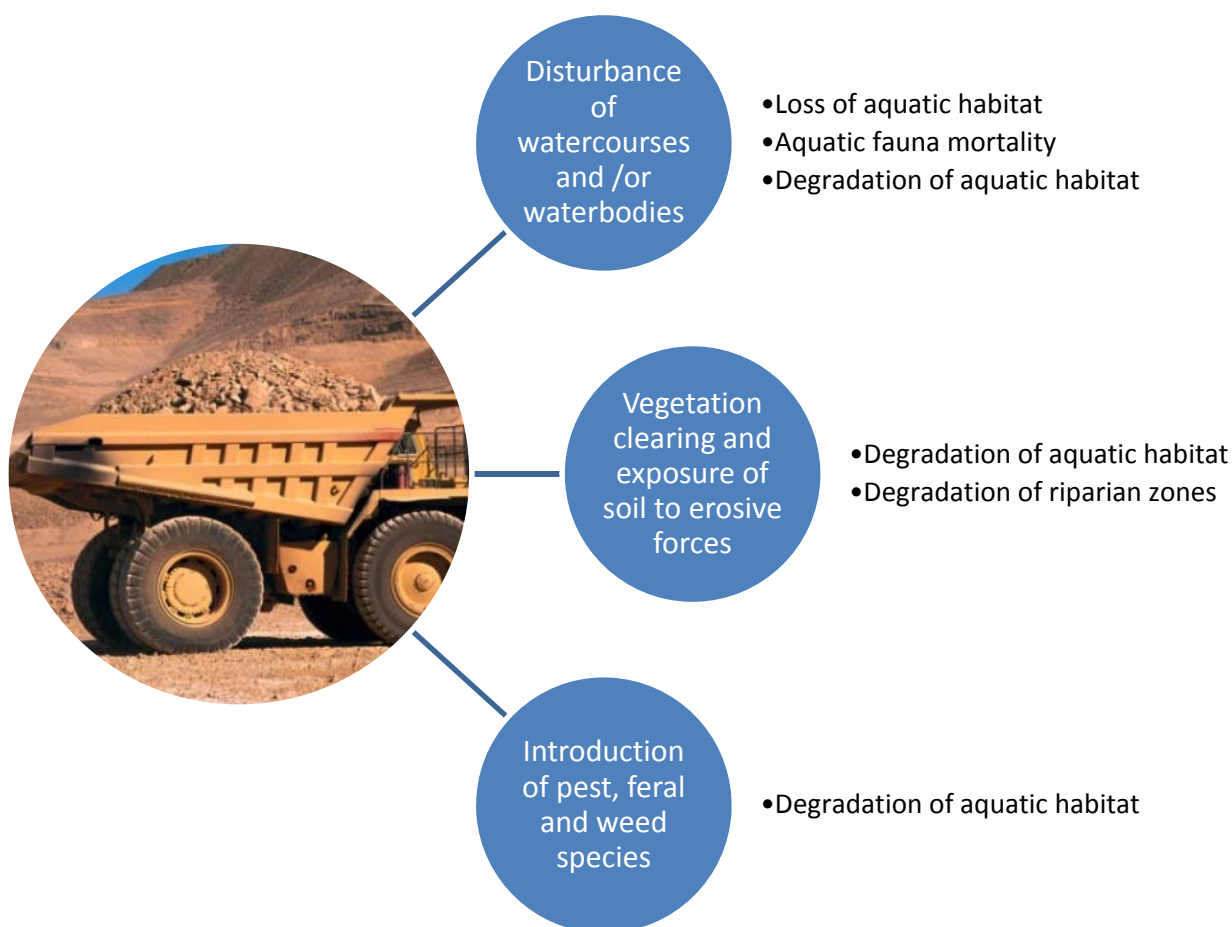 Disturbance
of
watercourses
and /or
waterbodies
•Loss of aquatic habitat
•Aquatic fauna mortality
•Degradation of aquatic habitat
Vegetation
clearing and
exposure of
soil to erosive
forces
•Degradation of aquatic habitat
•Degradation of riparian zones
Introduction
of pest, feral
and weed
species
•Degradation of aquatic habitat